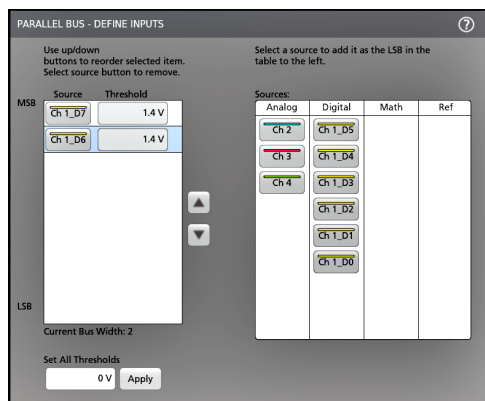 PARALLEL BUS - DEFINE INPUTS
?
Use up/down
buttons to reorder selected item.
Select source button to remove.
Source Threshold
MSB
Ch 1_D7 1.4 V
Ch 1_D6 1.4 V
LSB
Current Bus Width: 2
Set All Thresholds
0 V Apply
Select a source to add it as the LSB in the
table to the left.
Sources:
Analog Digital Math Ref
Ch 2 Ch 1_D5
Ch 3 Ch 1_D4
Ch 4 Ch 1_D3
Ch 1_D2
Ch 1_D1
Ch 1_D0